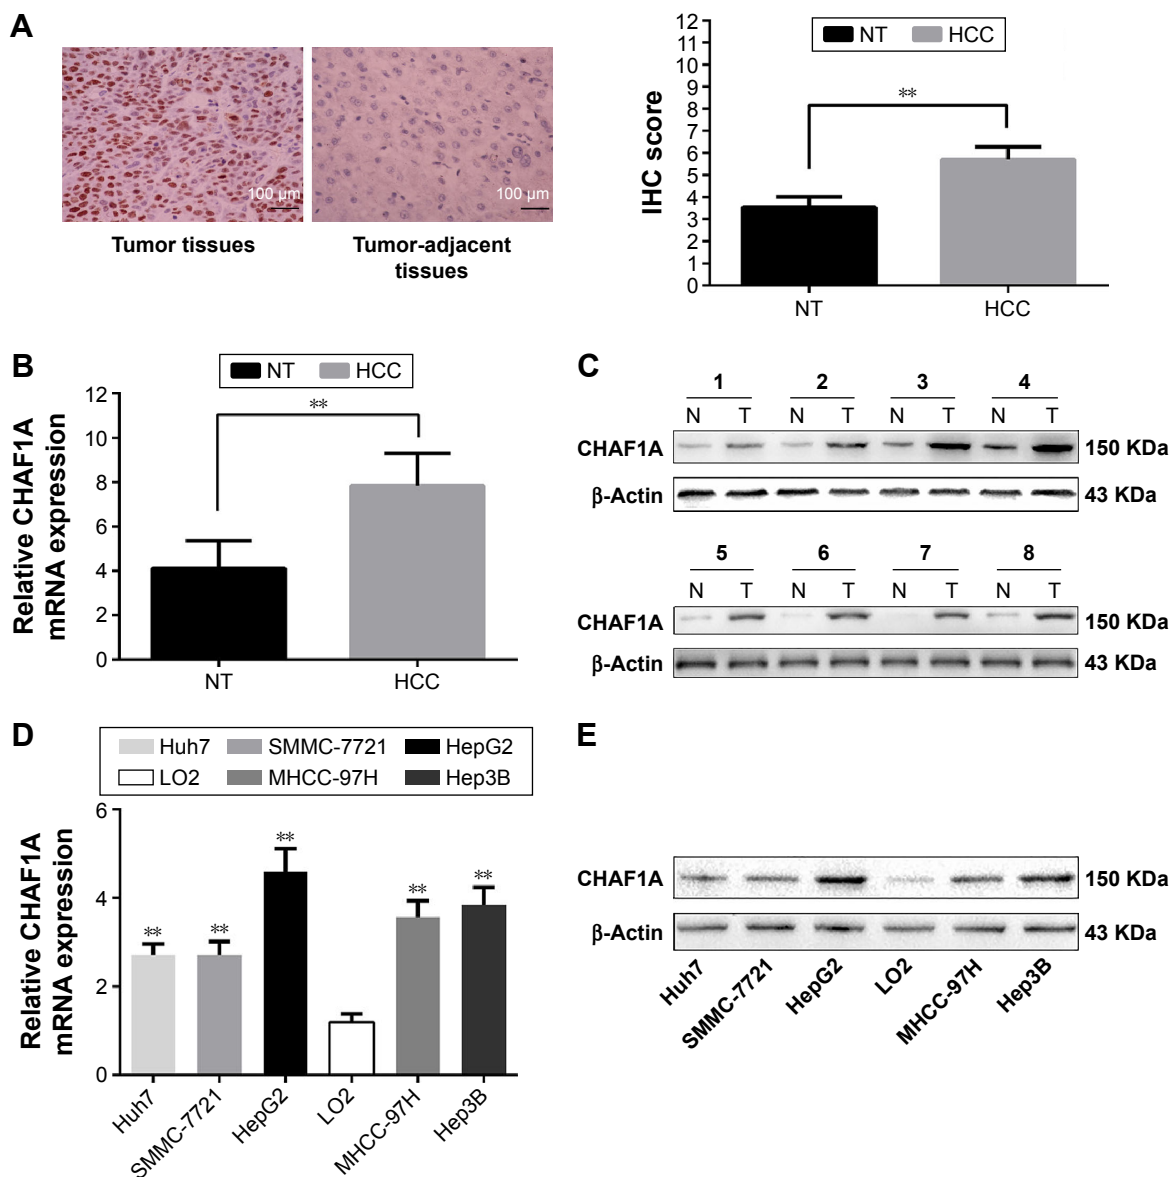 A
100 µm
100 µm
Tumor tissues
Tumor-adjacent
tissues
NT HCC
IHC score
12
11
10
9
8
7
6
5
4
3
2
1
0
**
NT HCC
B
NT HCC
Relative CHAF1A
mRNA expression
12
10
8
6
4
2
0
**
NT HCC
C
1 2 3 4
N T N T N T N T
CHAF1A 150 KDa
β-Actin 43 KDa
5 6 7 8
N T N T N T N T
CHAF1A 150 KDa
β-Actin 43 KDa
D
Huh7 SMMC-7721 HepG2
LO2 MHCC-97H Hep3B
Relative CHAF1A
mRNA expression
6
4
2
0
** ** ** ** **
Huh7 SMMC-7721 HepG2 LO2 MHCC-97H Hep3B
E
CHAF1A 150 KDa
β-Actin 43 KDa
Huh7 SMMC-7721 HepG2 LO2 MHCC-97H Hep3B